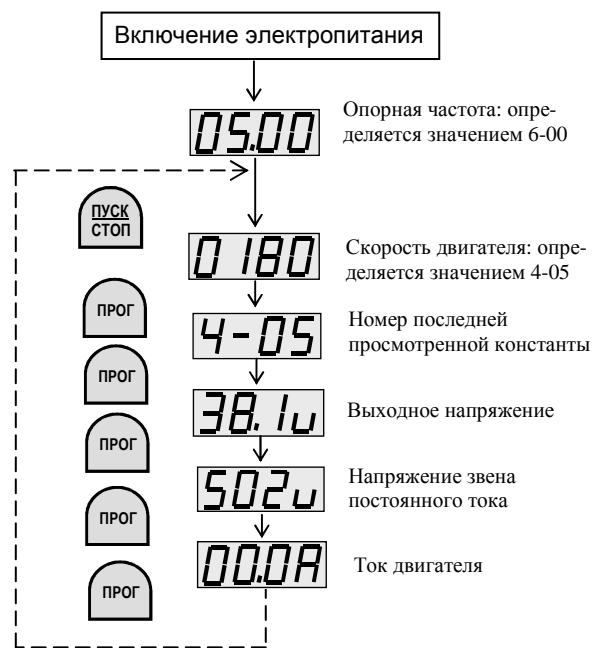 Включение электропитания
05.00
Опорная частота: опре-
деляется значением 6-00
ПУСК
СТОП
0180
Скорость двигателя: опре-
деляется значением 4-05
ПРОГ
4-05
Номер последней
просмотренной константы
ПРОГ
38.1u
Выходное напряжение
ПРОГ
502u
Напряжение звена
постоянного тока
ПРОГ
00.0A
Ток двигателя
ПРОГ